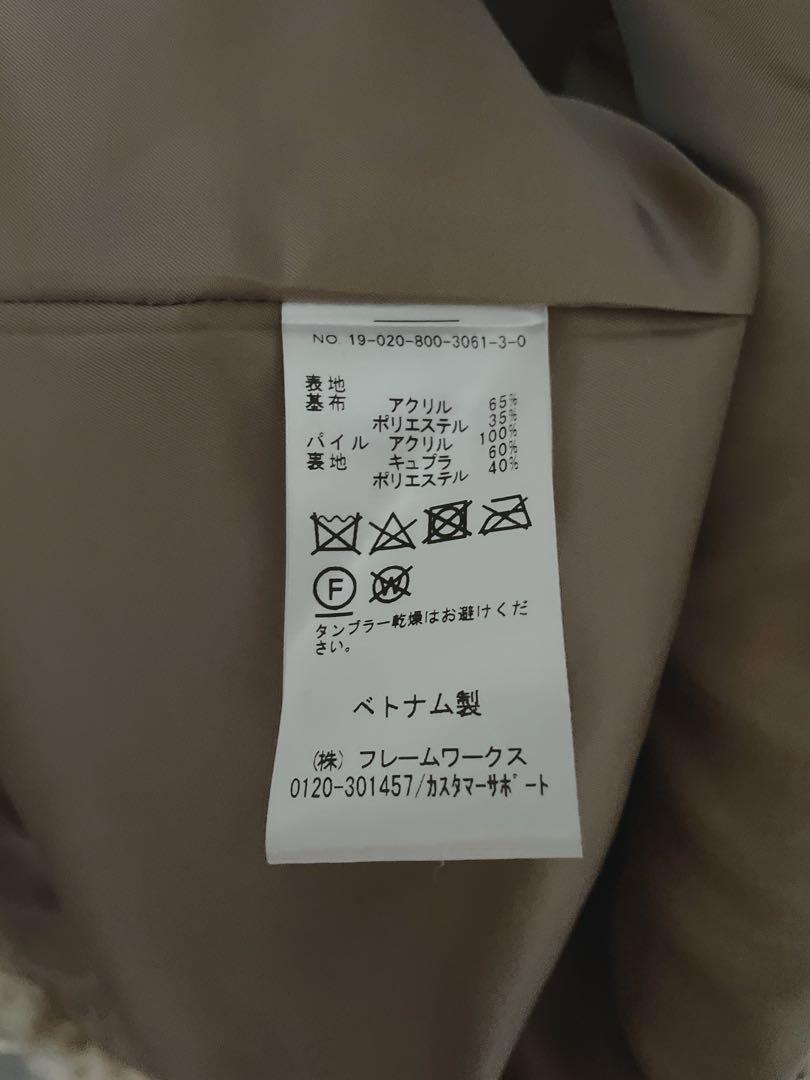 NO. 19-020-800-3061-3-0
表地
基布 アクリル 65%
ポリエステル 35%
パイル アクリル 100%
裏地 キュプラ 60%
ポリエステル 40%
F W
タンブラー乾燥はお避けくだ
さい。
ベトナム製
(株) フレームワークス
0120-301457/カスタマーサポート